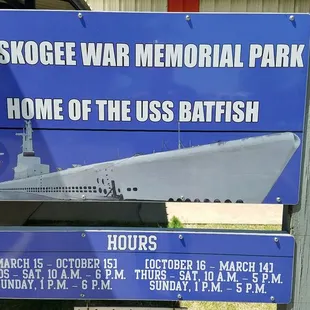 SKOGEE WAR MEMORIAL PARK
HOME OF THE USS BATFISH
HOURS
MARCH 15 - OCTOBER 15]
DS - SAT, 10 A.M. - 6 P.M.
SUNDAY, 1 P.M. - 6 P.M.
[OCTOBER 16 - MARCH 14]
THURS - SAT, 10 A.M. - 5 P.M.
SUNDAY, 1 P.M. - 5 P.M.